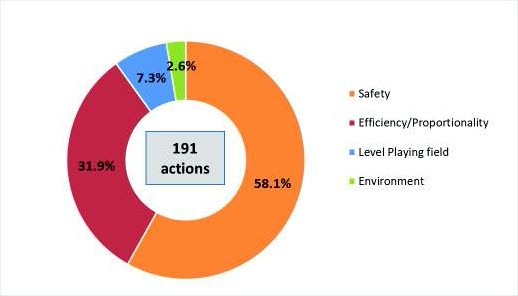 2.6%
7.3%
31.9%
58.1%
191
actions
Safety
Efficiency/Proportionality
Level Playing field
Environment